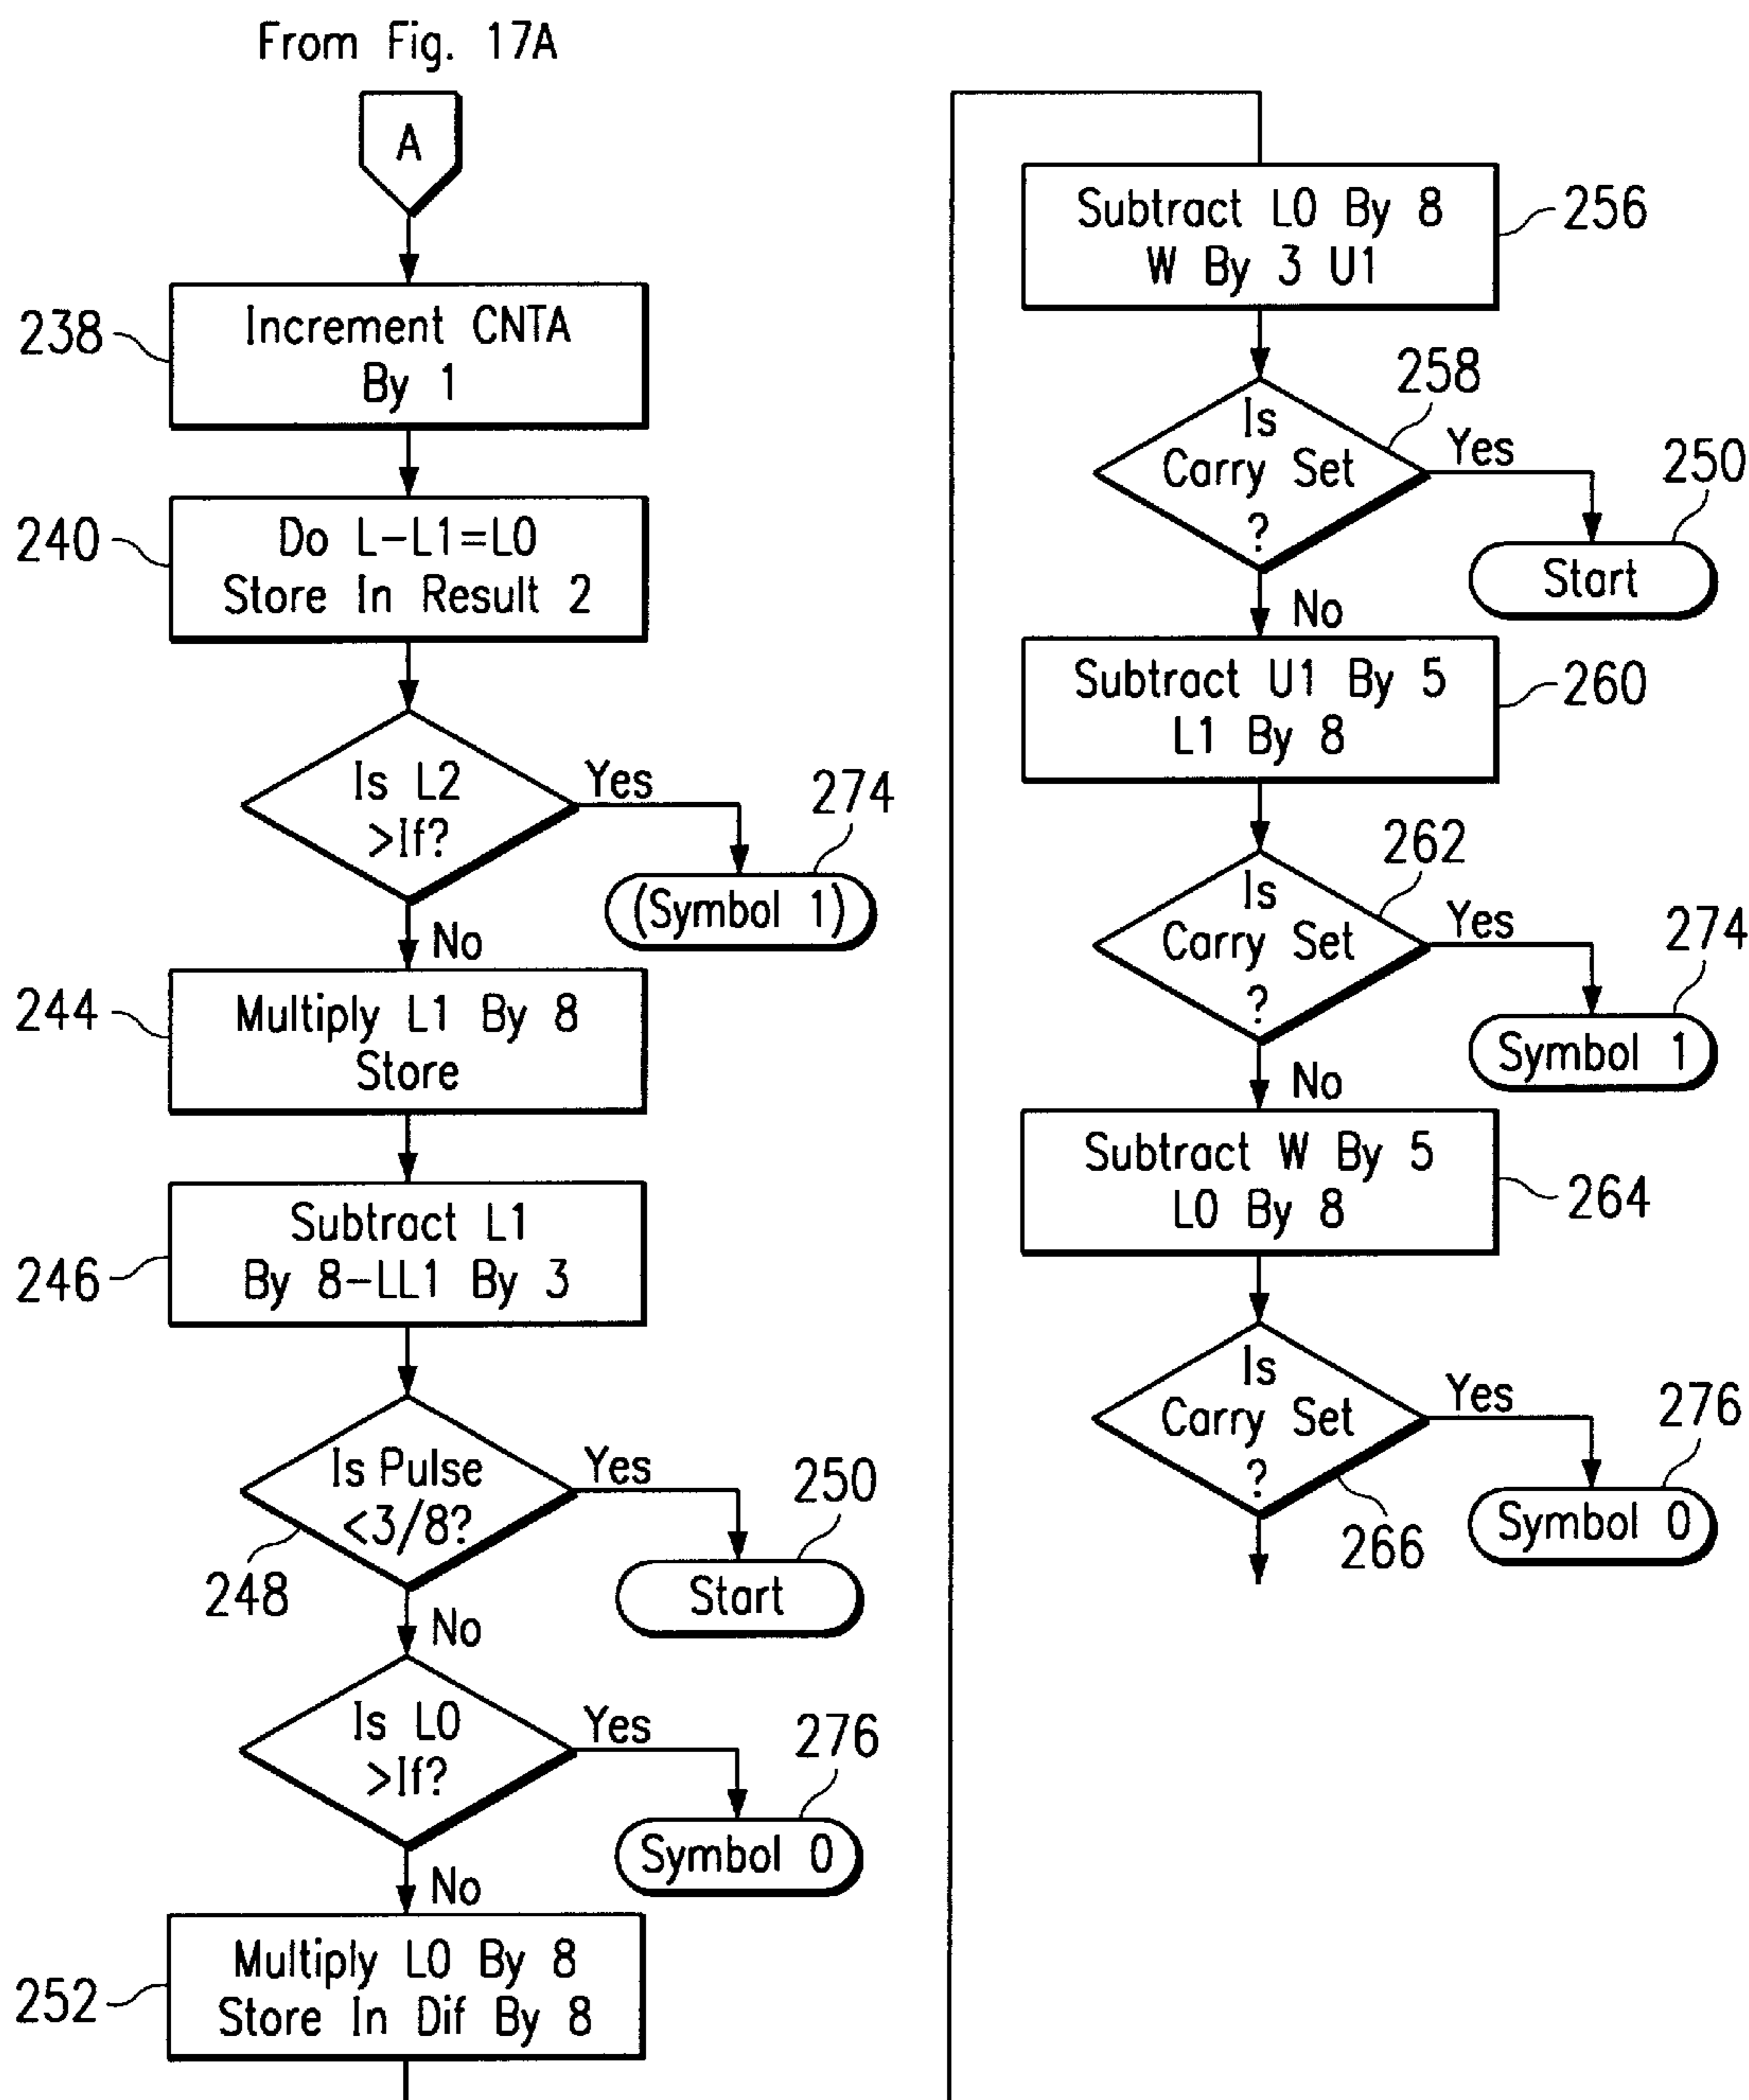 From Fig. 17A
A
238
Increment CNTA
By 1
240
Do L-L1=L0
Store In Result 2
Is L2
>If?
Yes
274
(Symbol 1)
No
244
Multiply L1 By 8
Store
246
Subtract L1
By 8-LL1 By 3
Is Pulse
<3/8?
Yes
250
248
Start
No
Is L0
>If?
Yes
276
Symbol 0
No
252
Multiply L0 By 8
Store In Dif By 8
Subtract L0 By 8
W By 3 U1
256
258
Is
Carry Set
?
Yes
250
Start
No
Subtract U1 By 5
L1 By 8
260
262
Is
Carry Set
?
Yes
274
Symbol 1
No
Subtract W By 5
L0 By 8
264
Is
Carry Set
?
Yes
276
266
Symbol 0